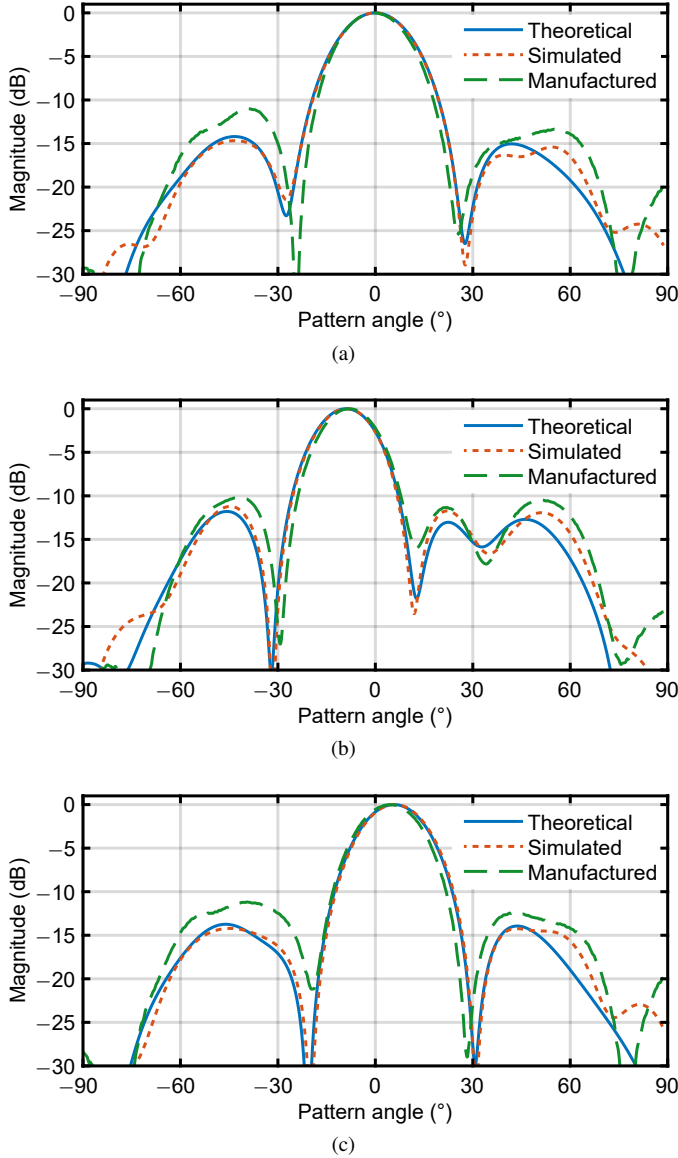 0
−5
−10
−15
−20
−25
−30
Magnitude (dB)
Theoretical
Simulated
Manufactured
−90 −60 −30 0 30 60 90
Pattern angle (°)
(a)
0
−5
−10
−15
−20
−25
−30
Magnitude (dB)
Theoretical
Simulated
Manufactured
−90 −60 −30 0 30 60 90
Pattern angle (°)
(b)
0
−5
−10
−15
−20
−25
−30
Magnitude (dB)
Theoretical
Simulated
Manufactured
−90 −60 −30 0 30 60 90
Pattern angle (°)
(c)